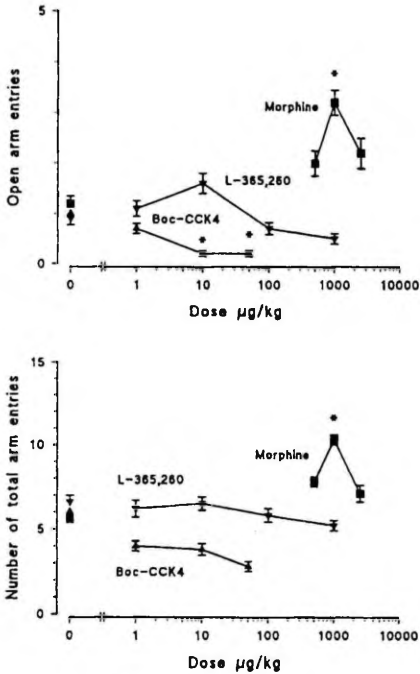 5
Morphine
*
L-365,260
Boc-CCK4
* *
Open arm entries
0
0 1 10 100 1000 10000
Dose µg/kg
15
*
10
Morphine
L-365,260
5
Boc-CCK4
Number of total arm entries
0
0 1 10 100 1000 10000
Dose µg/kg